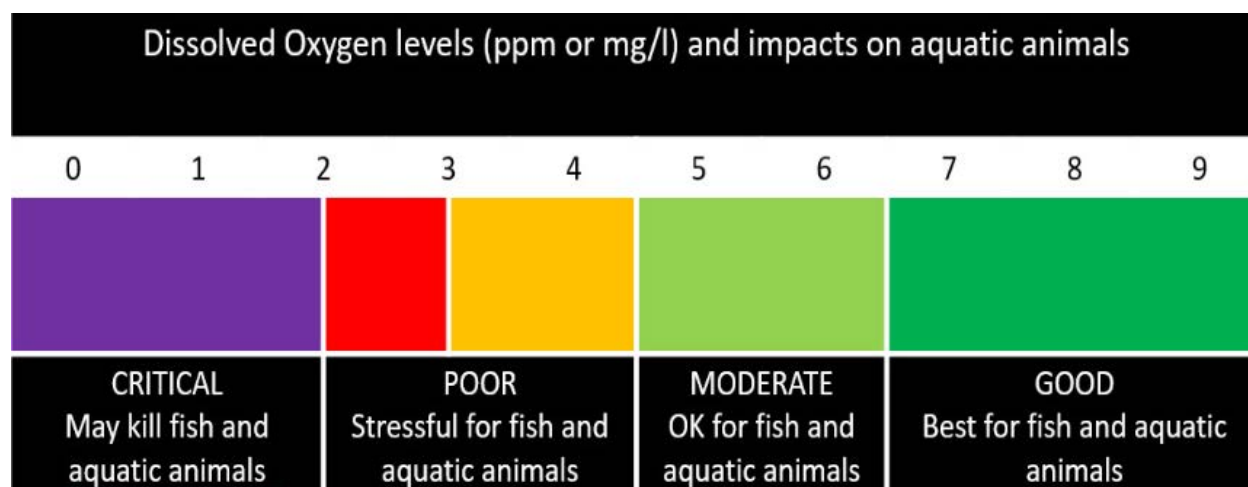 Dissolved Oxygen levels (ppm or mg/l) and impacts on aquatic animals
0 1 2 3 4 5 6 7 8 9
CRITICAL
May kill fish and
aquatic animals
POOR
Stressful for fish and
aquatic animals
MODERATE
OK for fish and
aquatic animals
GOOD
Best for fish and aquatic
animals